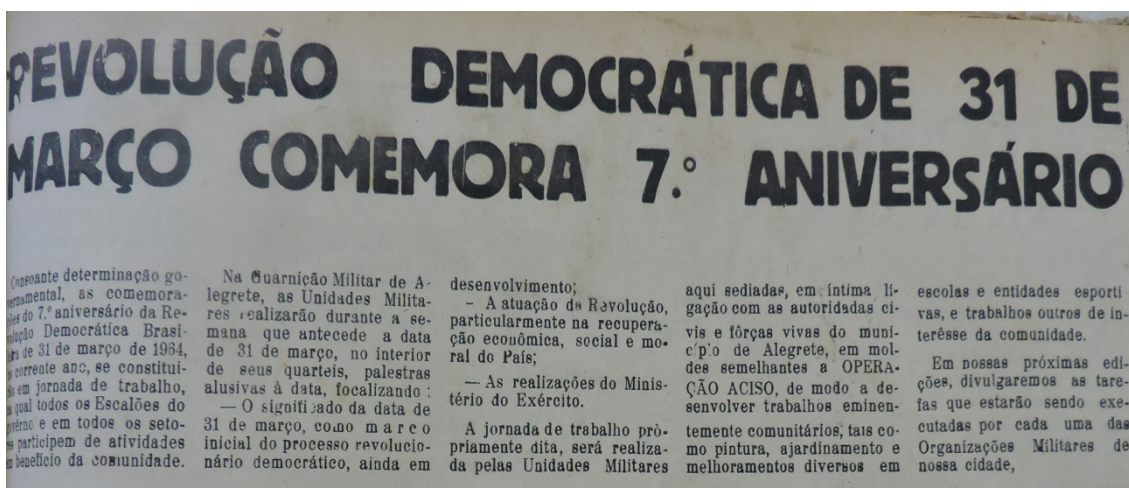 REVOLUÇÃO DEMOCRÁTICA DE 31 DE
MARÇO COMEMORA 7.º ANIVERSÁRIO
Consoante determinação go-
vernamental, as comemora-
ções do 7.º aniversário da Re-
volução Democrática Brasi-
leira de 31 de março de 1964,
corrente ano, se constitui-
em jornada de trabalho,
qual todos os Escalões do
Govêrno e em todos os seto-
participem de atividades
benefício da comunidade.
Na Guarnição Militar de A-
legrete, as Unidades Milita-
res realizarão durante a se-
mana que antecede a data
de 31 de março, no interior
de seus quarteis, palestras
alusivas à data, focalizando :
— O significado da data de
31 de março, como marco
inicial do processo revolucio-
nário democrático, ainda em
desenvolvimento;
– A atuação da Revolução,
particularmente na recupera-
ção econômica, social e mo-
ral do País;
— As realizações do Minis-
tério do Exército.
A jornada de trabalho prò-
priamente dita, será realiza-
da pelas Unidades Militares
aqui sediadas, em íntima li-
gação com as autoridadas ci-
vis e fôrças vivas do muni-
cípio de Alegrete, em mol-
des semelhantes a OPERA-
ÇÃO ACISO, de modo a de-
senvolver trabalhos eminen-
temente comunitários, tais co-
mo pintura, ajardinamento e
melhoramentos diversos em
escolas e entidades esporti
vas, e trabalhos outros de in-
terêsse da comunidade.
Em nossas próximas edi-
ções, divulgaremos as tare-
fas que estarão sendo exe-
cutadas por cada uma das
Organizações Militares de
nossa cidade,